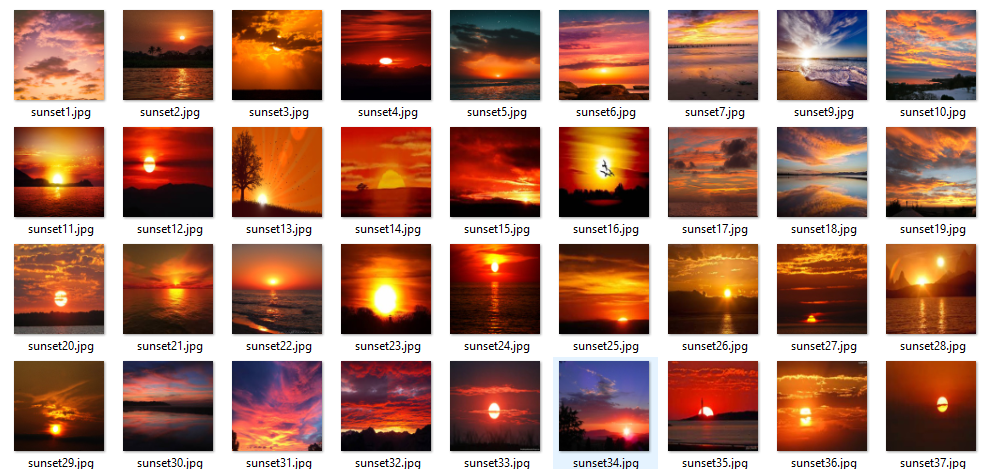 sunset1.jpg sunset2.jpg sunset3.jpg sunset4.jpg sunset5.jpg sunset6.jpg sunset7.jpg sunset9.jpg sunset10.jpg
sunset11.jpg sunset12.jpg sunset13.jpg sunset14.jpg sunset15.jpg sunset16.jpg sunset17.jpg sunset18.jpg sunset19.jpg
sunset20.jpg sunset21.jpg sunset22.jpg sunset23.jpg sunset24.jpg sunset25.jpg sunset26.jpg sunset27.jpg sunset28.jpg
sunset29.jpg sunset30.jpg sunset31.jpg sunset32.jpg sunset33.jpg sunset34.jpg sunset35.jpg sunset36.jpg sunset37.jpg